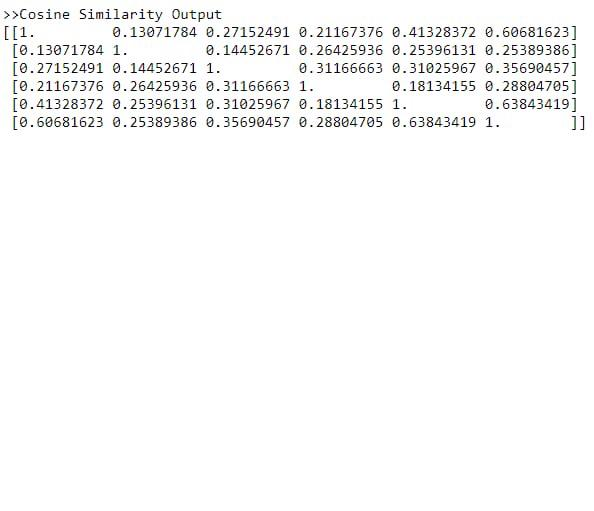 >>Cosine Similarity Output
[[1.         0.13071784 0.27152491 0.21167376 0.41328372 0.60681623]
 [0.13071784 1.         0.14452671 0.26425936 0.25396131 0.25389386]
 [0.27152491 0.14452671 1.         0.31166663 0.31025967 0.35690457]
 [0.21167376 0.26425936 0.31166663 1.         0.18134155 0.28804705]
 [0.41328372 0.25396131 0.31025967 0.18134155 1.         0.63843419]
 [0.60681623 0.25389386 0.35690457 0.28804705 0.63843419 1.        ]]